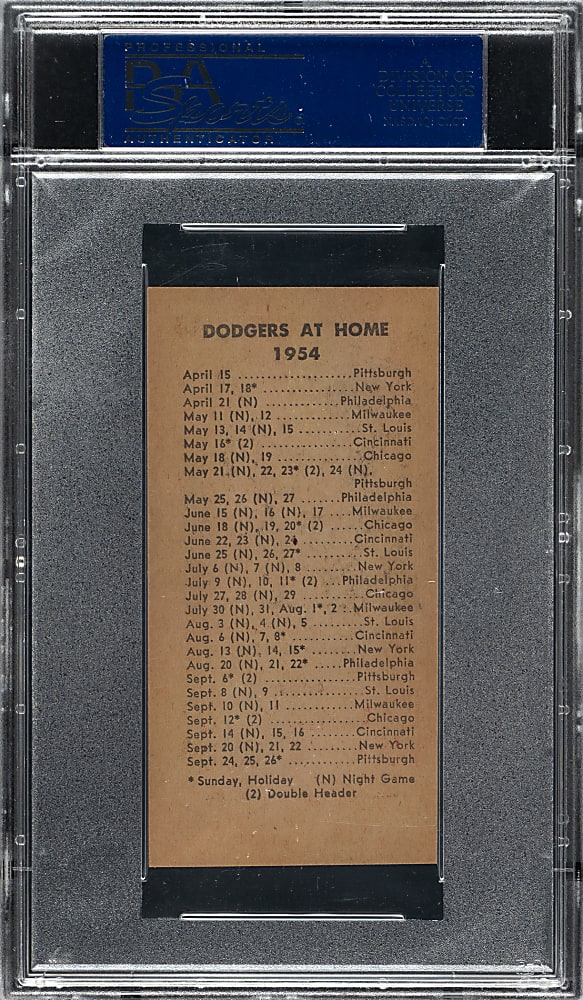 PROFESSIONAL
PSA
Sports
AUTHENTICATOR
A
DIVISION OF
COLLECTORS
UNIVERSE
NASDAQ: CLCT
DODGERS AT HOME
1954
April 15 ..................Pittsburgh
April 17, 18* ...............New York
April 21 (N) ............Philadelphia
May 11 (N), 12 ............Milwaukee
May 13, 14 (N), 15 ..........St. Louis
May 16* (2) ...............Cincinnati
May 18 (N), 19 ..............Chicago
May 21 (N), 22, 23* (2), 24 (N),
Pittsburgh
May 25, 26 (N), 27 .......Philadelphia
June 15 (N), 16 (N), 17 ....Milwaukee
June 18 (N), 19, 20* (2) .....Chicago
June 22, 23 (N), 24 .........Cincinnati
June 25 (N), 26, 27* .........St. Louis
July 6 (N), 7 (N), 8 .........New York
July 9 (N), 10, 11* (2) ...Philadelphia
July 27, 28 (N), 29 ..........Chicago
July 30 (N), 31, Aug. 1*, 2 ..Milwaukee
Aug. 3 (N), 4 (N), 5 .........St. Louis
Aug. 6 (N), 7, 8* ..........Cincinnati
Aug. 13 (N), 14, 15* ........New York
Aug. 20 (N), 21, 22* .....Philadelphia
Sept. 6* (2) ...............Pittsburgh
Sept. 8 (N), 9 ..............St. Louis
Sept. 10 (N), 11 ...........Milwaukee
Sept. 12* (2) ...............Chicago
Sept. 14 (N), 15, 16 .......Cincinnati
Sept. 20 (N), 21, 22 ........New York
Sept. 24, 25, 26* ...........Pittsburgh
* Sunday, Holiday (N) Night Game
(2) Double Header